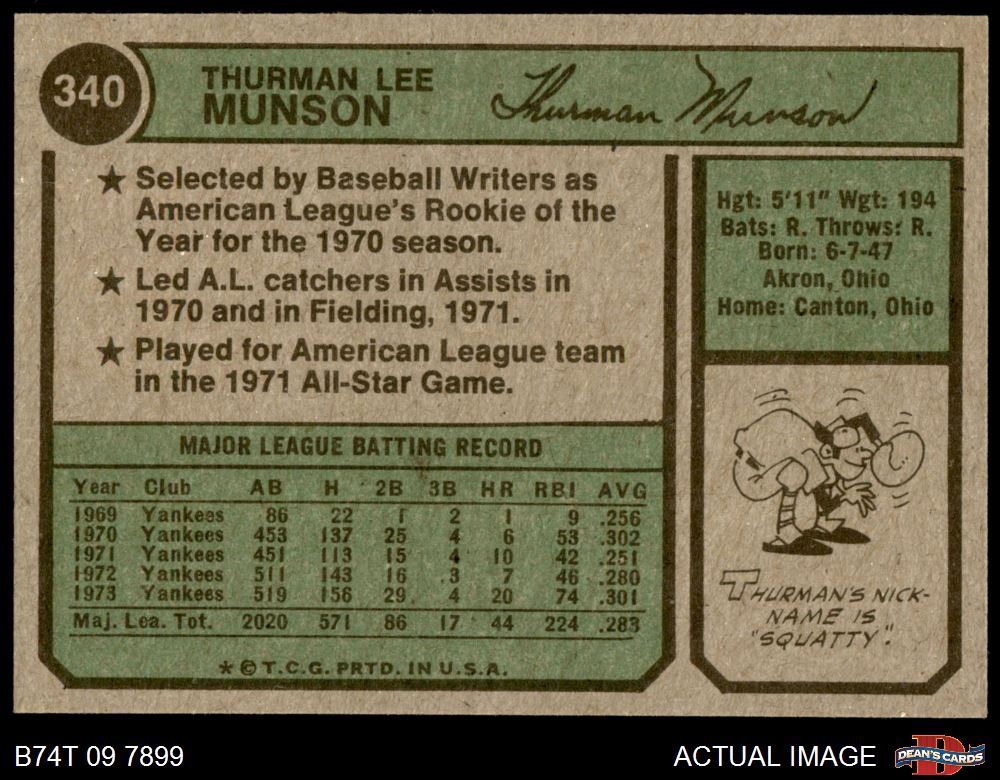 340
THURMAN LEE
MUNSON
Thurman Munson
★ Selected by Baseball Writers as
American League's Rookie of the
Year for the 1970 season.
★ Led A.L. catchers in Assists in
1970 and in Fielding, 1971.
★ Played for American League team
in the 1971 All-Star Game.
Hgt: 5'11" Wgt: 194
Bats: R. Throws: R.
Born: 6-7-47
Akron, Ohio
Home: Canton, Ohio
MAJOR LEAGUE BATTING RECORD
Year Club AB H 2B 3B HR RBI AVG
1969 Yankees 86 22 1 2 1 9 .256
1970 Yankees 453 137 25 4 6 53 .302
1971 Yankees 451 113 15 4 10 42 .251
1972 Yankees 511 143 16 3 7 46 .280
1973 Yankees 519 156 29 4 20 74 .301
Maj. Lea. Tot. 2020 571 86 17 44 224 .283
★ © T.C.G. PRTD. IN U.S.A.
THURMAN'S NICK-
NAME IS
"SQUATTY".
B74T 09 7899
ACTUAL IMAGE
DEAN'S CARDS